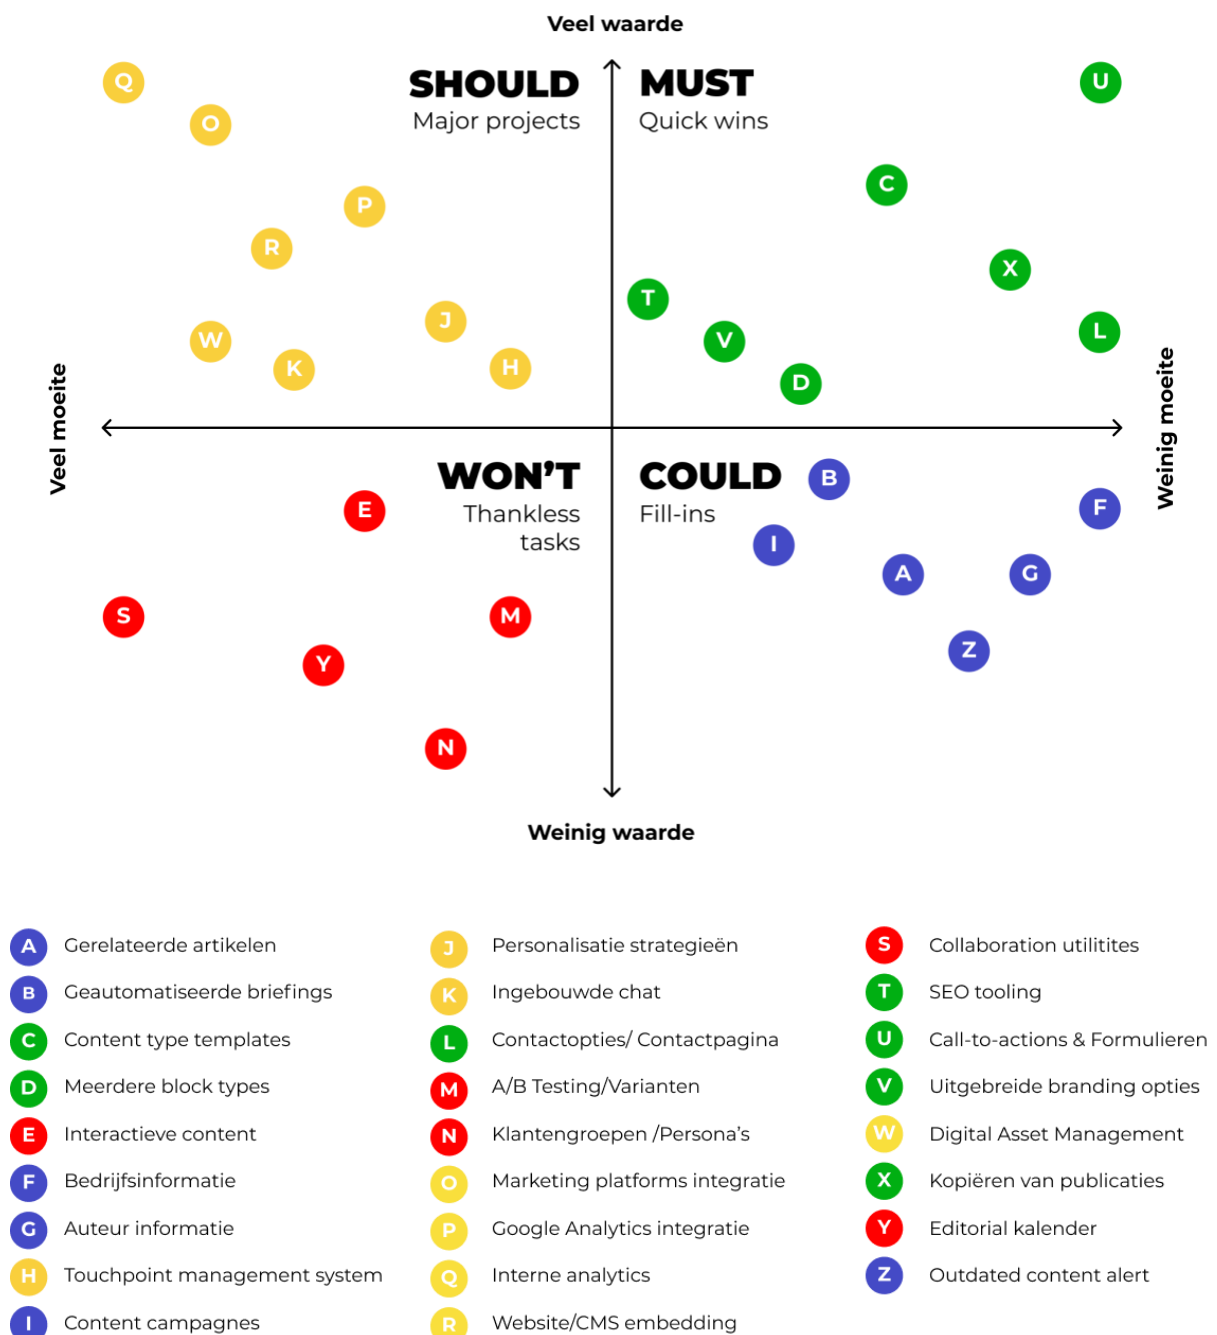 Veel waarde
SHOULD
Major projects
MUST
Quick wins
Q
U
O
C
P
R
X
T
J
L
W
V
K
H
D
Veel moeite
Weinig moeite
WON'T
Thankless
tasks
COULD
Fill-ins
B
E
F
I
A
G
S
M
Y
Z
N
Weinig waarde
A Gerelateerde artikelen
B Geautomatiseerde briefings
C Content type templates
D Meerdere block types
E Interactieve content
F Bedrijfsinformatie
G Auteur informatie
H Touchpoint management system
I Content campagnes
J Personalisatie strategieën
K Ingebouwde chat
L Contactopties/ Contactpagina
M A/B Testing/Varianten
N Klantengroepen /Persona's
O Marketing platforms integratie
P Google Analytics integratie
Q Interne analytics
R Website/CMS embedding
S Collaboration utilitites
T SEO tooling
U Call-to-actions & Formulieren
V Uitgebreide branding opties
W Digital Asset Management
X Kopiëren van publicaties
Y Editorial kalender
Z Outdated content alert